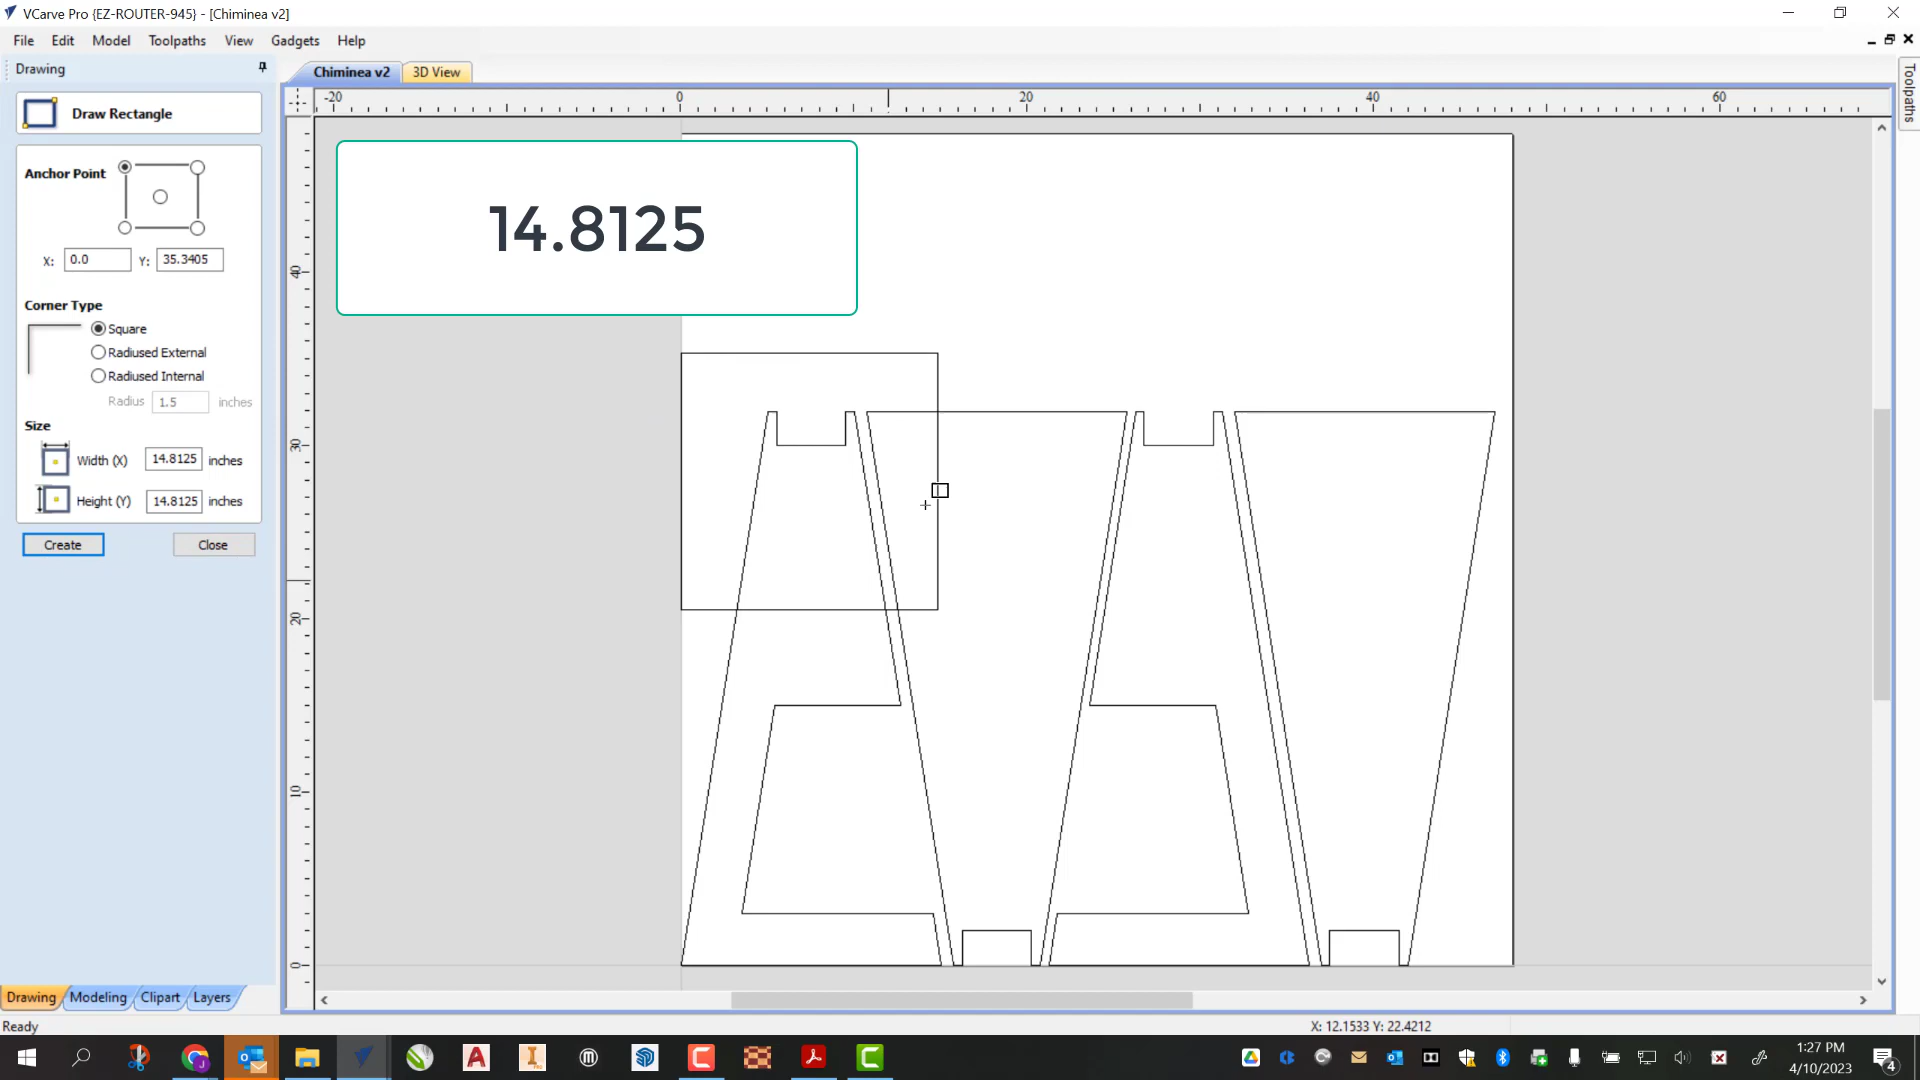 VCarve Pro {EZ-ROUTER-945} - [Chiminea v2]
File Edit Model Toolpaths View Gadgets Help
Drawing
Chiminea v2 3D View
Toolpaths
-20 0 20 40 60
Draw Rectangle
Anchor Point
X: 0.0 Y: 35.3405
14.8125
Corner Type
Square
Radiused External
Radiused Internal
Radius 1.5 inches
Size
Width (X) 14.8125 inches
Height (Y) 14.8125 inches
Create Close
40
30
20
10
0
Drawing Modeling Clipart Layers
Ready
X: 12.1533 Y: 22.4212
1:27 PM
4/10/2023
4